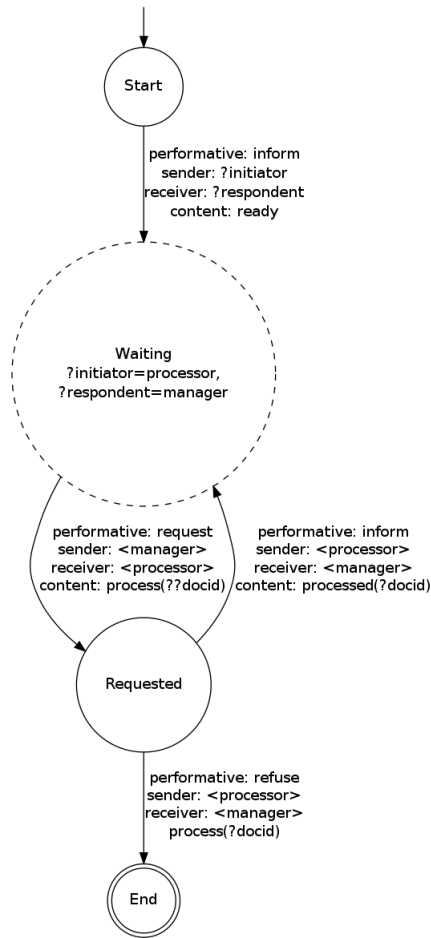 Start
performative: inform
sender: ?initiator
receiver: ?respondent
content: ready
Waiting
?initiator=processor,
?respondent=manager
performative: request
sender: <manager>
receiver: <processor>
content: process(??docid)
performative: inform
sender: <processor>
receiver: <manager>
content: processed(?docid)
Requested
performative: refuse
sender: <processor>
receiver: <manager>
process(?docid)
End